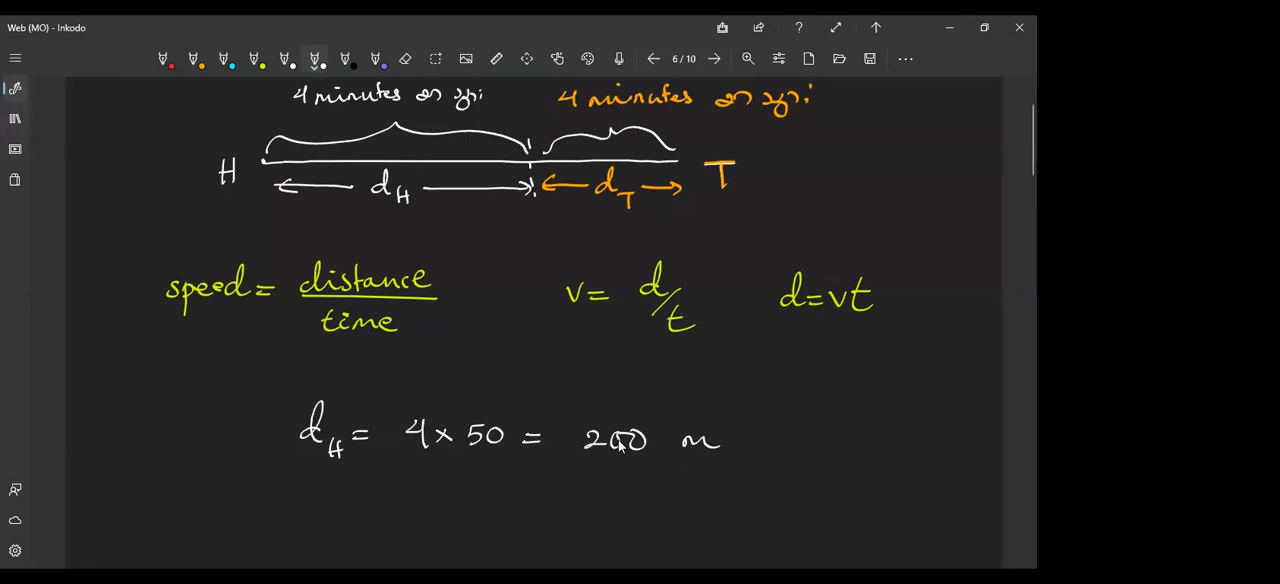 Web (MO) - Inkodo
6 / 10
4 minutes 4 minutes
H T
d_H d_T
speed = distance/time v = d/t d = vt
d_H = 4 × 50 = 200 m